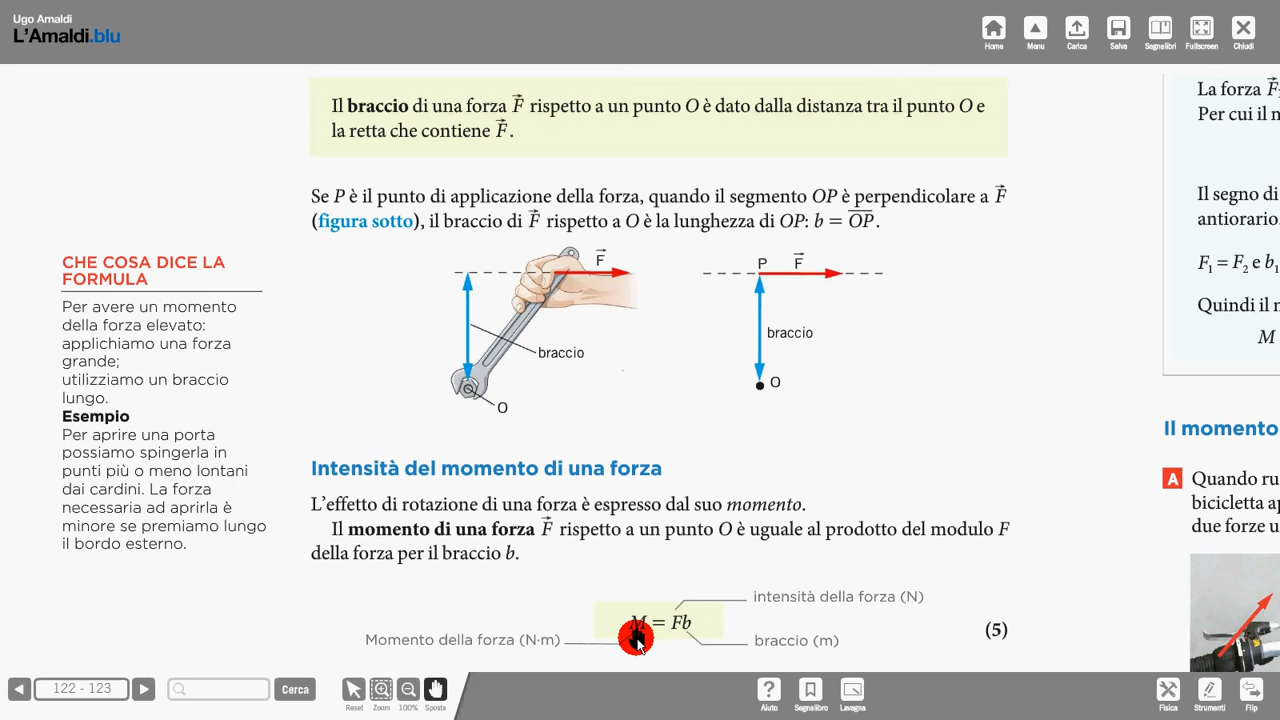 Ugo Amaldi
L'Amaldi.blu
Home
Menu
Carica
Salva
Segnalibri
Fullscreen
Chiudi
Il braccio di una forza F rispetto a un punto O è dato dalla distanza tra il punto O e
la retta che contiene F.
Se P è il punto di applicazione della forza, quando il segmento OP è perpendicolare a F
(figura sotto), il braccio di F rispetto a O è la lunghezza di OP: b = OP.
F
braccio
O
P
F
braccio
O
CHE COSA DICE LA
FORMULA
Per avere un momento
della forza elevato:
applichiamo una forza
grande;
utilizziamo un braccio
lungo.
Esempio
Per aprire una porta
possiamo spingerla in
punti più o meno lontani
dai cardini. La forza
necessaria ad aprirla è
minore se premiamo lungo
il bordo esterno.
Intensità del momento di una forza
L'effetto di rotazione di una forza è espresso dal suo momento.
Il momento di una forza F rispetto a un punto O è uguale al prodotto del modulo F
della forza per il braccio b.
intensità della forza (N)
M = Fb
Momento della forza (N·m)
braccio (m)
(5)
La forza F
Per cui il
Il segno di
antiorario
F1 = F2 e b1
Quindi il
M
Il momento
A Quando
bicicletta
due forze
122 - 123
Cerca
Reset
Zoom
100%
Sposta
Aiuto
Segnalibro
Lavagna
Fisica
Strumenti
Flip